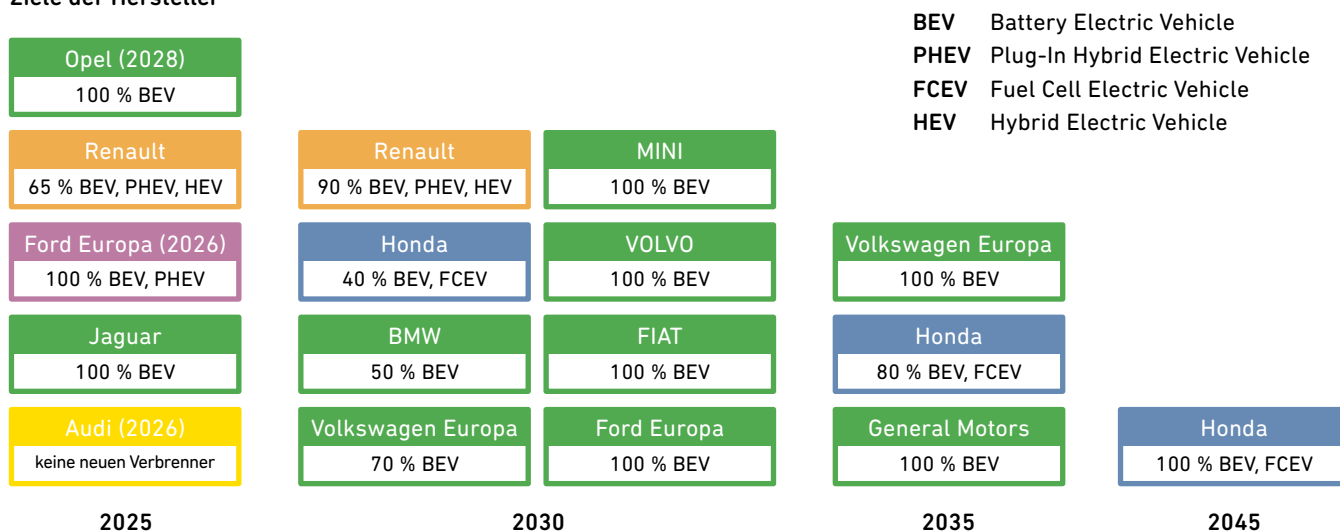 Ziele der Hersteller
BEV Battery Electric Vehicle
PHEV Plug-In Hybrid Electric Vehicle
FCEV Fuel Cell Electric Vehicle
HEV Hybrid Electric Vehicle
Opel (2028)
100 % BEV
Renault
65 % BEV, PHEV, HEV
Ford Europa (2026)
100 % BEV, PHEV
Jaguar
100 % BEV
Audi (2026)
keine neuen Verbrenner
2025
Renault
90 % BEV, PHEV, HEV
Honda
40 % BEV, FCEV
BMW
50 % BEV
Volkswagen Europa
70 % BEV
MINI
100 % BEV
VOLVO
100 % BEV
FIAT
100 % BEV
Ford Europa
100 % BEV
2030
Volkswagen Europa
100 % BEV
Honda
80 % BEV, FCEV
General Motors
100 % BEV
2035
Honda
100 % BEV, FCEV
2045